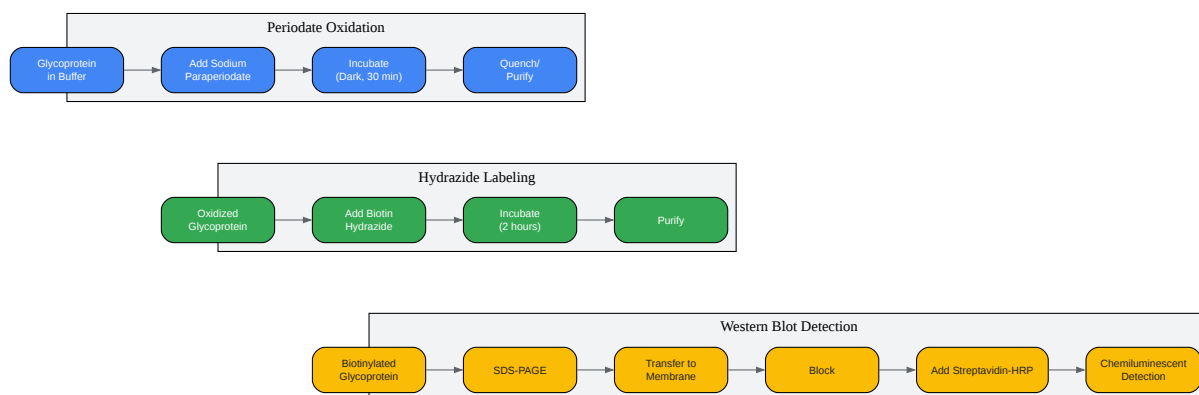 Periodate Oxidation
Glycoprotein
in Buffer
Add Sodium
Paraperiodate
Incubate
(Dark, 30 min)
Quench/
Purify
Hydrazide Labeling
Oxidized
Glycoprotein
Add Biotin
Hydrazide
Incubate
(2 hours)
Purify
Western Blot Detection
Biotinylated
Glycoprotein
SDS-PAGE
Transfer to
Membrane
Block
Add Streptavidin-HRP
Chemiluminescent
Detection